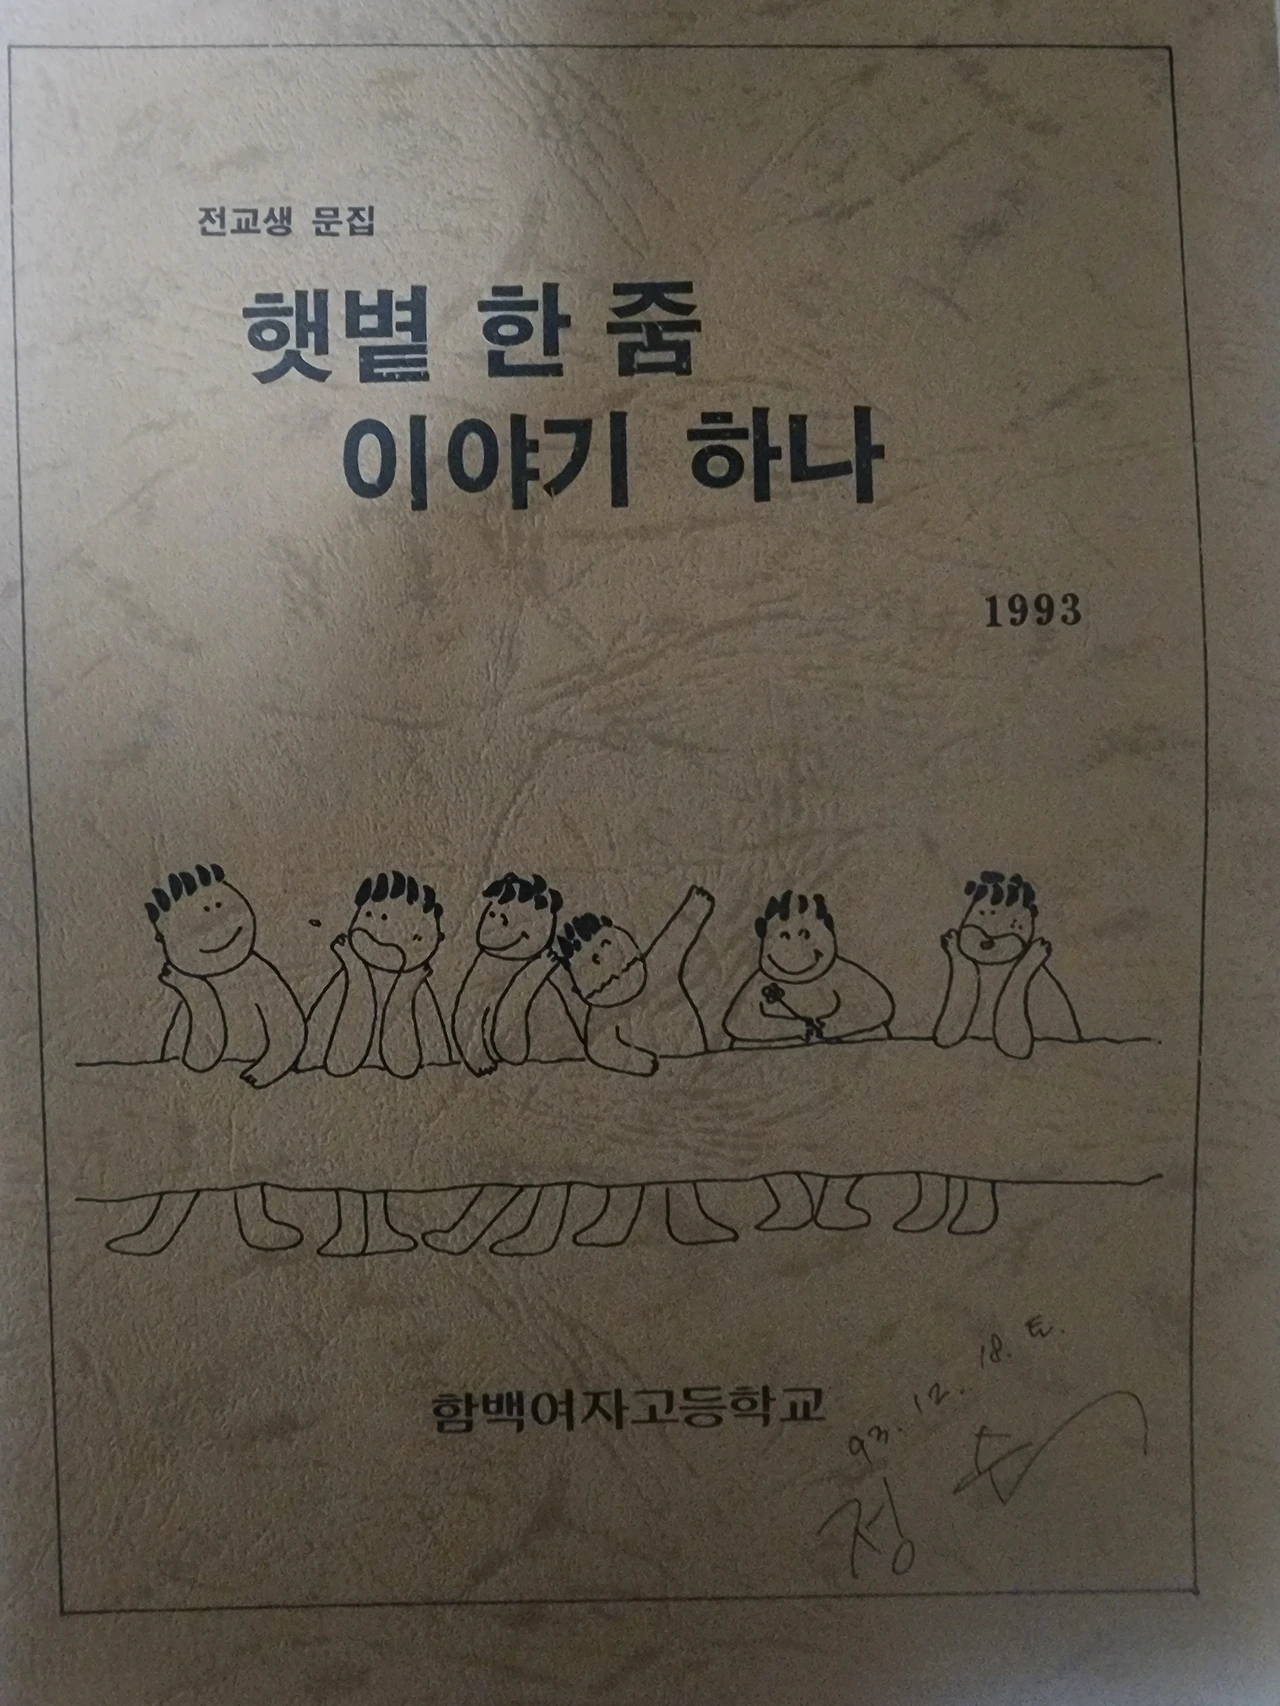 전교생 문집
햇볕 한 줌
이야기 하나
1993
함백여자고등학교
93. 12. 18. 토.
정